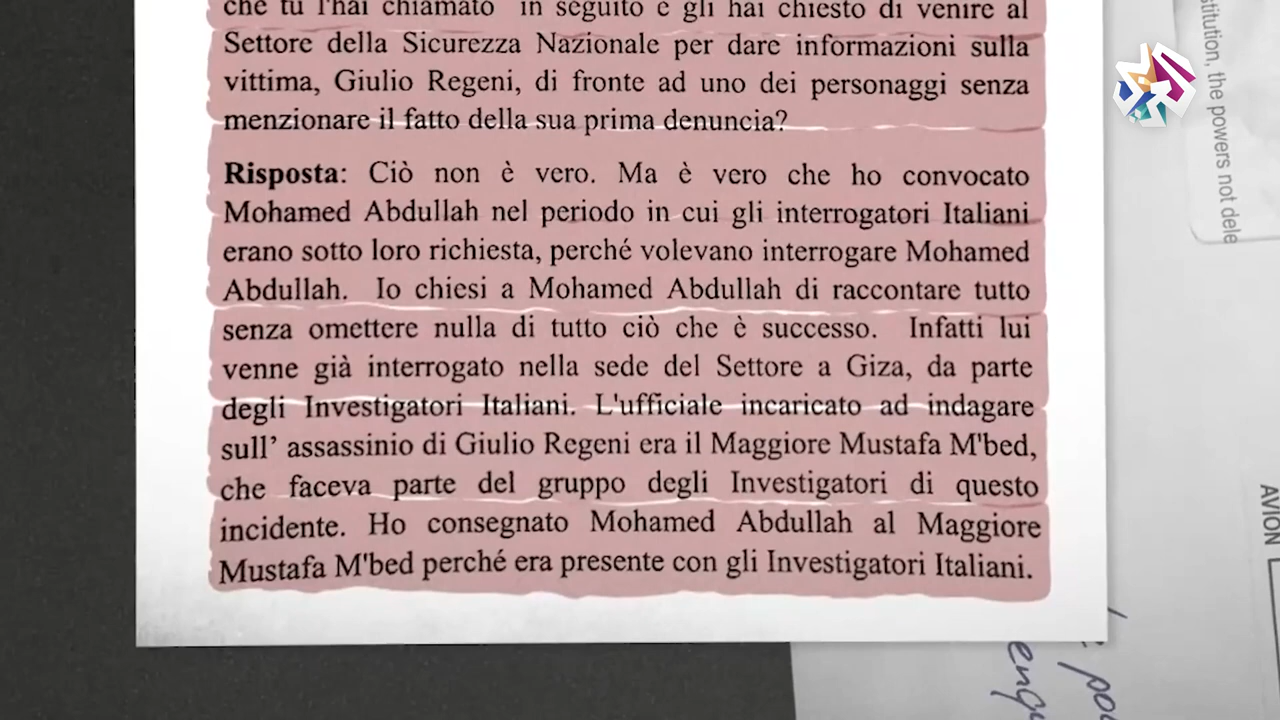 che tu l'hai chiamato in seguito e gli hai chiesto di venire al
Settore della Sicurezza Nazionale per dare informazioni sulla
vittima, Giulio Regeni, di fronte ad uno dei personaggi senza
menzionare il fatto della sua prima denuncia?
Risposta: Ciò non è vero. Ma è vero che ho convocato
Mohamed Abdullah nel periodo in cui gli interrogatori Italiani
erano sotto loro richiesta, perché volevano interrogare Mohamed
Abdullah. Io chiesi a Mohamed Abdullah di raccontare tutto
senza omettere nulla di tutto ciò che è successo. Infatti lui
venne già interrogato nella sede del Settore a Giza, da parte
degli Investigatori Italiani. L'ufficiale incaricato ad indagare
sull' assassinio di Giulio Regeni era il Maggiore Mustafa M'bed,
che faceva parte del gruppo degli Investigatori di questo
incidente. Ho consegnato Mohamed Abdullah al Maggiore
Mustafa M'bed perché era presente con gli Investigatori Italiani.
the powers not
AVION